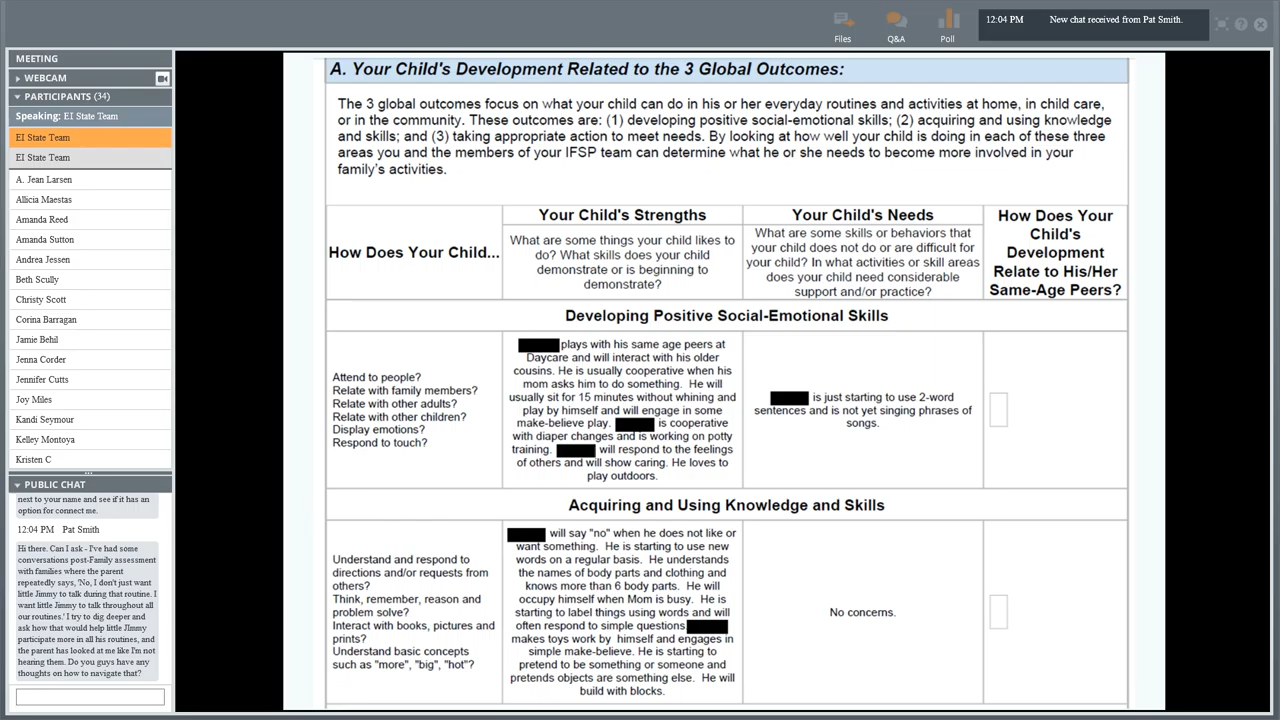 12:04 PM New chat received from Pat Smith.
Files Q&A Poll
MEETING
WEBCAM
PARTICIPANTS (34)
Speaking: EI State Team
EI State Team
EI State Team
A. Jean Larsen
Allicia Maestas
Amanda Reed
Amanda Sutton
Andrea Jessen
Beth Scully
Christy Scott
Corina Barragan
Jamie Behil
Jenna Corder
Jennifer Cutts
Joy Miles
Kandi Seymour
Kelley Montoya
Kristen C
PUBLIC CHAT
next to your name and see if it has an
option for connect me.
12:04 PM Pat Smith
Hi there. Can I ask - I've had some
conversations post-Family assessment
with families where the parent
repeatedly says, 'No, I don't just want
little Jimmy to talk during that routine. I
want little Jimmy to talk throughout all
our routines.' I try to dig deeper and
ask how that would help little JImmy
participate more in all his routines, and
the parent has looked at me like I'm not
hearing them. Do you guys have any
thoughts on how to navigate that?
A. Your Child's Development Related to the 3 Global Outcomes:
The 3 global outcomes focus on what your child can do in his or her everyday routines and activities at home, in child care,
or in the community. These outcomes are: (1) developing positive social-emotional skills; (2) acquiring and using knowledge
and skills; and (3) taking appropriate action to meet needs. By looking at how well your child is doing in each of these three
areas you and the members of your IFSP team can determine what he or she needs to become more involved in your
family's activities.
How Does Your Child...
Your Child's Strengths
What are some things your child likes to
do? What skills does your child
demonstrate or is beginning to
demonstrate?
Your Child's Needs
What are some skills or behaviors that
your child does not do or are difficult for
your child? In what activities or skill areas
does your child need considerable
support and/or practice?
How Does Your
Child's
Development
Relate to His/Her
Same-Age Peers?
Developing Positive Social-Emotional Skills
Attend to people?
Relate with family members?
Relate with other adults?
Relate with other children?
Display emotions?
Respond to touch?
plays with his same age peers at
Daycare and will interact with his older
cousins. He is usually cooperative when his
mom asks him to do something. He will
usually sit for 15 minutes without whining and
play by himself and will engage in some
make-believe play. is cooperative
with diaper changes and is working on potty
training. will respond to the feelings
of others and will show caring. He loves to
play outdoors.
is just starting to use 2-word
sentences and is not yet singing phrases of
songs.
Acquiring and Using Knowledge and Skills
Understand and respond to
directions and/or requests from
others?
Think, remember, reason and
problem solve?
Interact with books, pictures and
prints?
Understand basic concepts
such as "more", "big", "hot"?
will say "no" when he does not like or
want something. He is starting to use new
words on a regular basis. He understands
the names of body parts and clothing and
knows more than 6 body parts. He will
occupy himself when Mom is busy. He is
starting to label things using words and will
often respond to simple questions
makes toys work by himself and engages in
simple make-believe. He is starting to
pretend to be something or someone and
pretends objects are something else. He will
build with blocks.
No concerns.